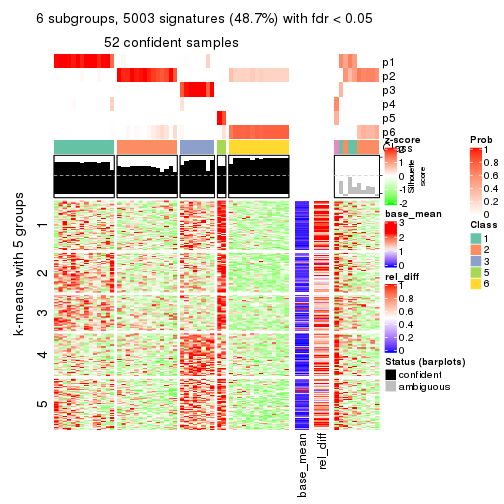 6 subgroups, 5003 signatures (48.7%) with fdr < 0.05
52 confident samples
p1
p2
p3
p4
p5
p6
Class
Silhouette
score
k-means with 5 groups
1
2
3
4
5
base_mean
rel_diff
z-score
2
1
0
-1
-2
base_mean
3
2
1
0
rel_diff
1
0.8
0.6
0.4
0.2
0
Status (barplots)
confident
ambiguous
Prob
1
0.8
0.6
0.4
0.2
0
Class
1
2
3
5
6